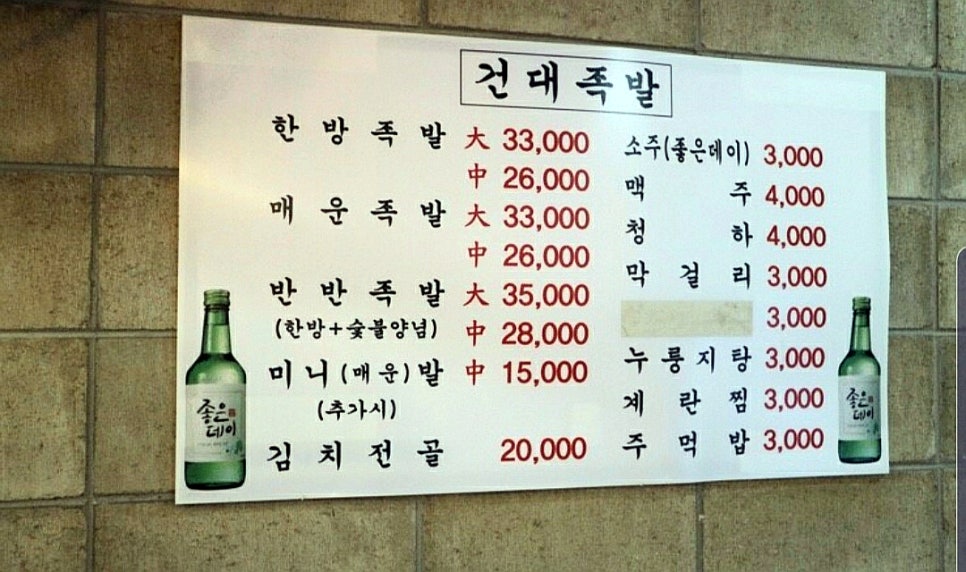 건대족발
한방족발 大 33,000
中 26,000
매운족발 大 33,000
中 26,000
반반족발 大 35,000
(한방+숯불양념) 中 28,000
미니(매운)발 中 15,000
(추가시)
김치전골 20,000
소주(좋은데이) 3,000
맥주 4,000
청하 4,000
막걸리 3,000
3,000
누룽지탕 3,000
계란찜 3,000
주먹밥 3,000
좋은
데이
좋은
데이